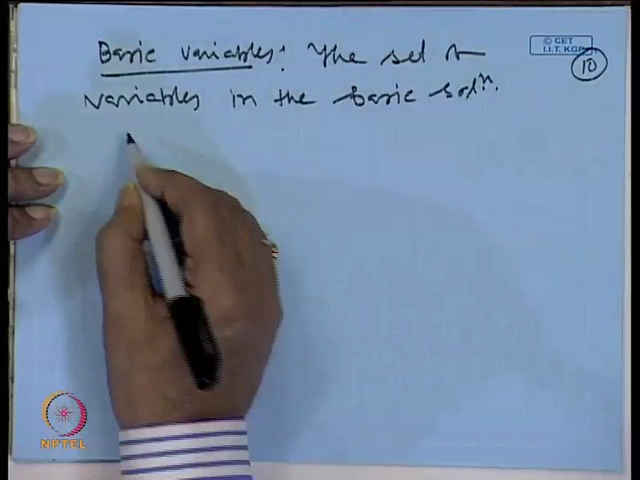 Basic variables: The set of
variables in the basic solⁿ.
© CET
I.I.T. KGP
10
NPTEL